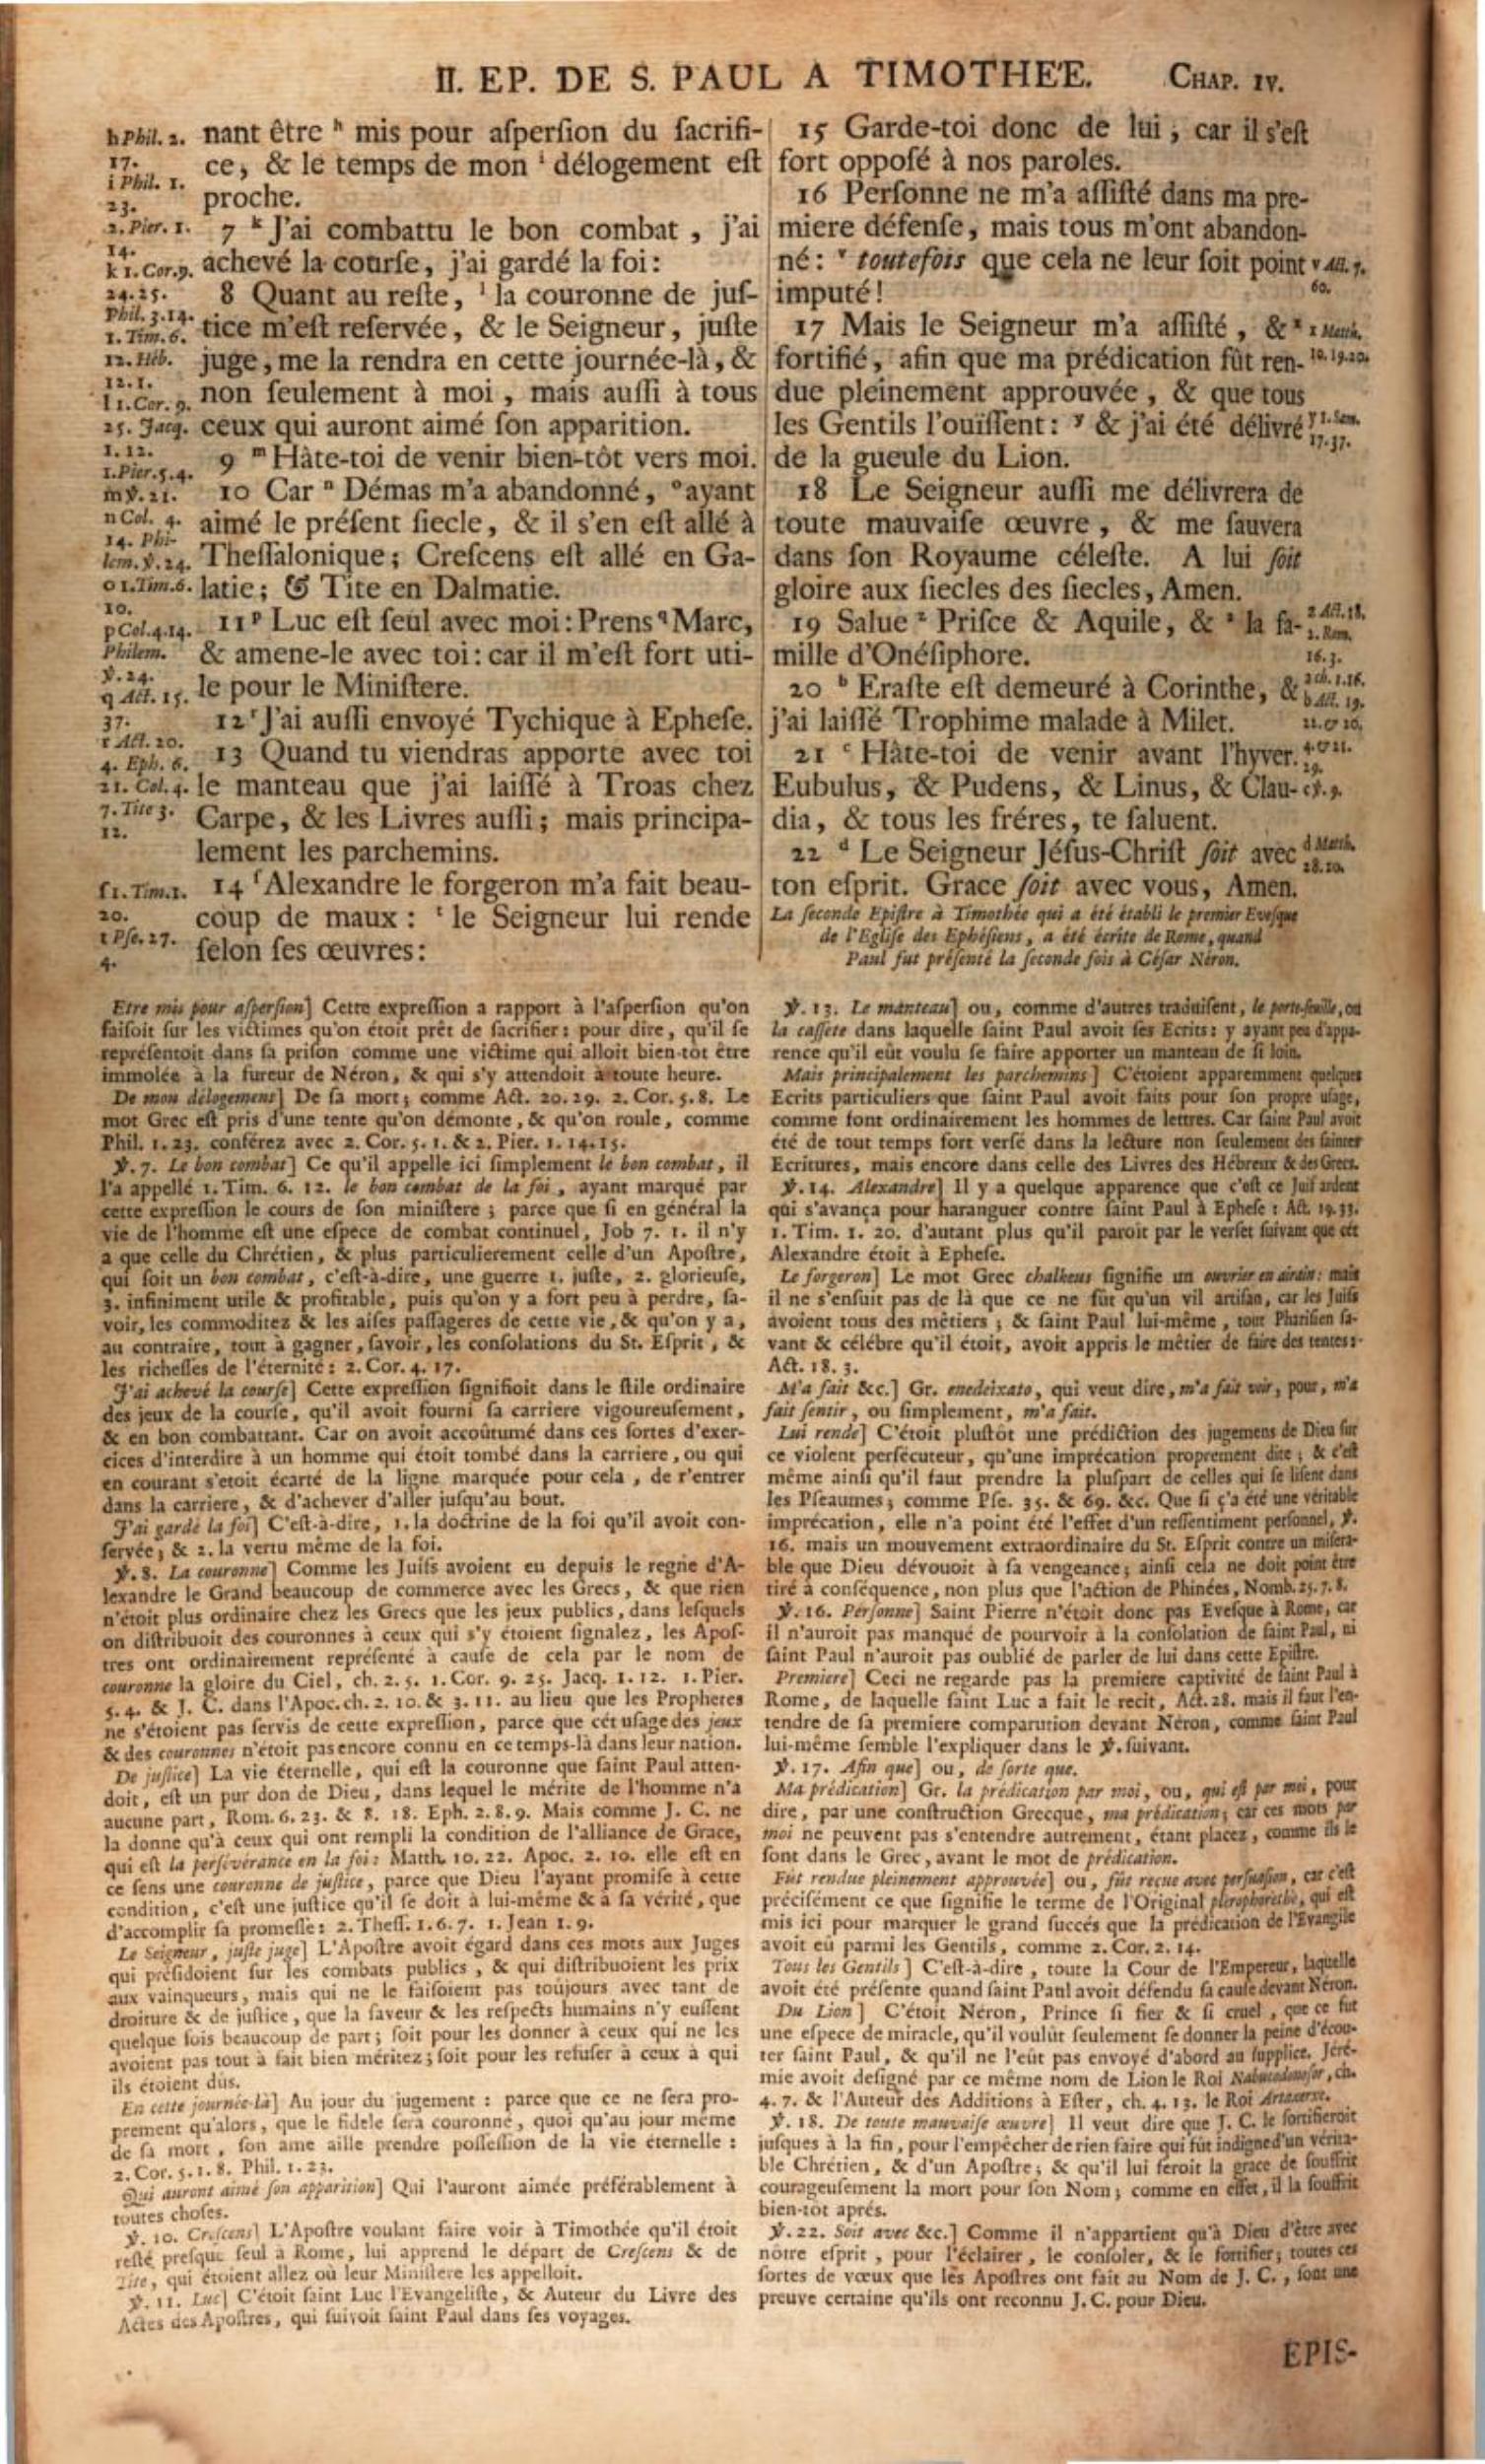 II. EP. DE S. PAUL A TIMOTHE'E. CHAP. IV.
h Phil. 2.
17.
i Phil. 1.
23.
2. Pier. 1.
14.
k 1. Cor. 9.
24. 25.
Phil. 3. 14.
1. Tim. 6.
12. Héb.
12. 1.
l 1. Cor. 9.
25. Jacq.
1. 12.
1. Pier. 5. 4.
m ℣. 21.
n Col. 4.
14. Phi-
lem. ℣. 24.
o 1. Tim. 6.
10.
p Col. 4. 14.
Philem.
℣. 24.
q Act. 15.
37.
r Act. 20.
4. Eph. 6.
21. Col. 4.
7. Tite 3.
12.
ſ 1. Tim. 1.
20.
t Pſe. 27.
4.
nant être ʰ mis pour aſperſion du ſacrifi-
ce, & le temps de mon ⁱ délogement eſt
proche.
7 ᵏ J'ai combattu le bon combat, j'ai
achevé la courſe, j'ai gardé la foi:
8 Quant au reſte, ˡ la couronne de juſ-
tice m'eſt reſervée, & le Seigneur, juſte
juge, me la rendra en cette journée-là, &
non ſeulement à moi, mais auſſi à tous
ceux qui auront aimé ſon apparition.
9 ᵐ Hâte-toi de venir bien-tôt vers moi.
10 Car ⁿ Démas m'a abandonné, ᵒ ayant
aimé le préſent ſiecle, & il s'en eſt allé à
Theſſalonique; Creſcens eſt allé en Ga-
latie; & Tite en Dalmatie.
11 ᵖ Luc eſt ſeul avec moi: Prens ᑫ Marc,
& amene-le avec toi: car il m'eſt fort uti-
le pour le Miniſtere.
12 ʳ J'ai auſſi envoyé Tychique à Epheſe.
13 Quand tu viendras apporte avec toi
le manteau que j'ai laiſſé à Troas chez
Carpe, & les Livres auſſi; mais principa-
lement les parchemins.
14 ſ Alexandre le forgeron m'a fait beau-
coup de maux: ᵗ le Seigneur lui rende
ſelon ſes œuvres:
15 Garde-toi donc de lui; car il s'eſt
fort oppoſé à nos paroles.
16 Perſonne ne m'a aſſiſté dans ma pre-
miere défenſe, mais tous m'ont abandon-
né: ᵛ toutefois que cela ne leur ſoit point
imputé!
17 Mais le Seigneur m'a aſſiſté, & ˣ
fortifié, afin que ma prédication fût ren-
due pleinement approuvée, & que tous
les Gentils l'ouïſſent: ʸ & j'ai été délivré
de la gueule du Lion.
18 Le Seigneur auſſi me délivrera de
toute mauvaiſe œuvre, & me ſauvera
dans ſon Royaume céleſte. A lui ſoit
gloire aux ſiecles des ſiecles, Amen.
19 Salue ᶻ Priſce & Aquile, & ᵃ la fa-
mille d'Onéſiphore.
20 ᵇ Eraſte eſt demeuré à Corinthe, &
j'ai laiſſé Trophime malade à Milet.
21 ᶜ Hâte-toi de venir avant l'hyver.
Eubulus, & Pudens, & Linus, & Clau-
dia, & tous les fréres, te ſaluent.
22 ᵈ Le Seigneur Jéſus-Chriſt ſoit avec
ton eſprit. Grace ſoit avec vous, Amen.
La ſeconde Epiſtre à Timothée qui a été établi le premier Eveſque
de l'Egliſe des Ephéſiens, a été écrite de Rome, quand
Paul fut préſenté la ſeconde fois à Céſar Néron.
v Act. 7.
60.
x Matth.
10. 19. 20.
y 1. Sam.
17. 37.
z Act. 18.
2. Rom.
16. 3.
a ch. 1. 16.
b Act. 19.
22. & 20.
4. & 21.
29.
c ℣. 9.
d Matth.
28. 20.
Etre mis pour aſperſion] Cette expreſſion a rapport à l'aſperſion qu'on
faiſoit ſur les victimes qu'on étoit prêt de ſacrifier: pour dire, qu'il ſe
repréſentoit dans ſa priſon comme une victime qui alloit bien-tôt être
immolée à la fureur de Néron, & qui s'y attendoit à toute heure.
De mon délogement] De ſa mort; comme Act. 20. 29. 2. Cor. 5. 8. Le
mot Grec eſt pris d'une tente qu'on démonte, & qu'on roule, comme
Phil. 1. 23. conférez avec 2. Cor. 5. 1. & 2. Pier. 1. 14. 15.
℣. 7. Le bon combat] Ce qu'il appelle ici ſimplement le bon combat, il
l'a appellé 1. Tim. 6. 12. le bon combat de la foi, ayant marqué par
cette expreſſion le cours de ſon miniſtere; parce que ſi en général la
vie de l'homme eſt une eſpece de combat continuel, Job 7. 1. il n'y
a que celle du Chrétien, & plus particulierement celle d'un Apoſtre,
qui ſoit un bon combat, c'eſt-à-dire, une guerre 1. juſte, 2. glorieuſe,
3. infiniment utile & profitable, puis qu'on y a fort peu à perdre, ſa-
voir, les commoditez & les aiſes paſſageres de cette vie, & qu'on y a,
au contraire, tout à gagner, ſavoir, les conſolations du St. Eſprit, &
les richeſſes de l'éternité: 2. Cor. 4. 17.
J'ai achevé la courſe] Cette expreſſion ſignifioit dans le ſtile ordinaire
des jeux de la courſe, qu'il avoit fourni ſa carriere vigoureuſement,
& en bon combattant. Car on avoit accoûtumé dans ces ſortes d'exer-
cices d'interdire à un homme qui étoit tombé dans la carriere, ou qui
en courant s'etoit écarté de la ligne marquée pour cela, de r'entrer
dans la carriere, & d'achever d'aller juſqu'au bout.
J'ai gardé la foi] C'eſt-à-dire, 1. la doctrine de la foi qu'il avoit con-
ſervée; & 2. la vertu même de la foi.
℣. 8. La couronne] Comme les Juifs avoient eu depuis le regne d'A-
lexandre le Grand beaucoup de commerce avec les Grecs, & que rien
n'étoit plus ordinaire chez les Grecs que les jeux publics, dans leſquels
on diſtribuoit des couronnes à ceux qui s'y étoient ſignalez, les Apoſ-
tres ont ordinairement repréſenté à cauſe de cela par le nom de
couronne la gloire du Ciel, ch. 2. 5. 1. Cor. 9. 25. Jacq. 1. 12. 1. Pier.
5. 4. & J. C. dans l'Apoc. ch. 2. 10. & 3. 11. au lieu que les Prophetes
ne s'étoient pas ſervis de cette expreſſion, parce que cét uſage des jeux
& des couronnes n'étoit pas encore connu en ce temps-là dans leur nation.
De juſtice] La vie éternelle, qui eſt la couronne que ſaint Paul atten-
doit, eſt un pur don de Dieu, dans lequel le mérite de l'homme n'a
aucune part, Rom. 6. 23. & 8. 18. Eph. 2. 8. 9. Mais comme J. C. ne
la donne qu'à ceux qui ont rempli la condition de l'alliance de Grace,
qui eſt la perſévérance en la foi: Matth. 10. 22. Apoc. 2. 10. elle eſt en
ce ſens une couronne de juſtice, parce que Dieu l'ayant promiſe à cette
condition, c'eſt une juſtice qu'il ſe doit à lui-même & à ſa vérité, que
d'accomplir ſa promeſſe: 2. Theſſ. 1. 6. 7. 1. Jean 1. 9.
Le Seigneur, juſte juge] L'Apoſtre avoit égard dans ces mots aux Juges
qui préſidoient ſur les combats publics, & qui diſtribuoient les prix
aux vainqueurs, mais qui ne le faiſoient pas toûjours avec tant de
droiture & de juſtice, que la faveur & les reſpects humains n'y euſſent
quelque fois beaucoup de part; ſoit pour les donner à ceux qui ne les
avoient pas tout à fait bien méritez; ſoit pour les refuſer à ceux à qui
ils étoient dûs.
En cette journée-là] Au jour du jugement: parce que ce ne ſera pro-
prement qu'alors, que le fidele ſera couronné, quoi qu'au jour même
de ſa mort, ſon ame aille prendre poſſeſſion de la vie éternelle:
2. Cor. 5. 1. 8. Phil. 1. 23.
Qui auront aimé ſon apparition] Qui l'auront aimée préférablement à
toutes choſes.
℣. 10. Creſcens] L'Apoſtre voulant faire voir à Timothée qu'il étoit
reſté preſque ſeul à Rome, lui apprend le départ de Creſcens & de
Tite, qui étoient allez où leur Miniſtere les appelloit.
℣. 11. Luc] C'étoit ſaint Luc l'Evangeliſte, & Auteur du Livre des
Actes des Apoſtres, qui ſuivoit ſaint Paul dans ſes voyages.
℣. 13. Le manteau] ou, comme d'autres traduiſent, le porte-feuille, ou
la caſſete dans laquelle ſaint Paul avoit ſes Ecrits: y ayant peu d'appa-
rence qu'il eût voulu ſe faire apporter un manteau de ſi loin.
Mais principalement les parchemins] C'étoient apparemment quelques
Ecrits particuliers que ſaint Paul avoit faits pour ſon propre uſage,
comme font ordinairement les hommes de lettres. Car ſaint Paul avoit
été de tout temps fort verſé dans la lecture non ſeulement des ſaintes
Ecritures, mais encore dans celle des Livres des Hébreux & des Grecs.
℣. 14. Alexandre] Il y a quelque apparence que c'eſt ce Juif ardent
qui s'avança pour haranguer contre ſaint Paul à Epheſe: Act. 19. 33.
1. Tim. 1. 20. d'autant plus qu'il paroit par le verſet ſuivant que cét
Alexandre étoit à Epheſe.
Le forgeron] Le mot Grec chalkeus ſignifie un ouvrier en airain: mais
il ne s'enſuit pas de là que ce ne fût qu'un vil artiſan, car les Juifs
avoient tous des métiers; & ſaint Paul lui-même, tout Phariſien ſa-
vant & célébre qu'il étoit, avoit appris le métier de faire des tentes:
Act. 18. 3.
M'a fait &c.] Gr. enedeixato, qui veut dire, m'a fait voir, pour, m'a
fait ſentir, ou ſimplement, m'a fait.
Lui rende] C'étoit pluſtôt une prédiction des jugemens de Dieu ſur
ce violent perſécuteur, qu'une imprécation proprement dite; & c'eſt
même ainſi qu'il faut prendre la pluſpart de celles qui ſe liſent dans
les Pſeaumes; comme Pſe. 35. & 69. &c. Que ſi ç'a été une véritable
imprécation, elle n'a point été l'effet d'un reſſentiment perſonnel, ℣.
16. mais un mouvement extraordinaire du St. Eſprit contre un miſera-
ble que Dieu dévouoit à ſa vengeance; ainſi cela ne doit point être
tiré à conſéquence, non plus que l'action de Phinées, Nomb. 25. 7. 8.
℣. 16. Perſonne] Saint Pierre n'étoit donc pas Eveſque à Rome, car
il n'auroit pas manqué de pourvoir à la conſolation de ſaint Paul, ni
ſaint Paul n'auroit pas oublié de parler de lui dans cette Epiſtre.
Premiere] Ceci ne regarde pas la premiere captivité de ſaint Paul à
Rome, de laquelle ſaint Luc a fait le recit, Act. 28. mais il faut l'en-
tendre de ſa premiere comparution devant Néron, comme ſaint Paul
lui-même ſemble l'expliquer dans le ℣. ſuivant.
℣. 17. Afin que] ou, de ſorte que.
Ma prédication] Gr. la prédication par moi, ou, qui eſt par moi, pour
dire, par une conſtruction Grecque, ma prédication; car ces mots par
moi ne peuvent pas s'entendre autrement, étant placez, comme ils le
ſont dans le Grec, avant le mot de prédication.
Fût rendue pleinement approuvée] ou, fût reçue avec perſuaſion, car c'eſt
précisément ce que ſignifie le terme de l'Original plerophorethe, qui eſt
mis ici pour marquer le grand ſuccés que la prédication de l'Evangile
avoit eû parmi les Gentils, comme 2. Cor. 2. 14.
Tous les Gentils] C'eſt-à-dire, toute la Cour de l'Empereur, laquelle
avoit été préſente quand ſaint Paul avoit défendu ſa cauſe devant Néron.
Du Lion] C'étoit Néron, Prince ſi fier & ſi cruel, que ce fut
une eſpece de miracle, qu'il voulût ſeulement ſe donner la peine d'écou-
ter ſaint Paul, & qu'il ne l'eût pas envoyé d'abord au ſupplice. Jéré-
mie avoit deſigné par ce même nom de Lion le Roi Nabucodonoſor, ch.
4. 7. & l'Auteur des Additions à Eſter, ch. 4. 13. le Roi Artaxerxe.
℣. 18. De toute mauvaiſe œuvre] Il veut dire que J. C. le fortifieroit
juſques à la fin, pour l'empêcher de rien faire qui fût indigne d'un vérita-
ble Chrétien, & d'un Apoſtre; & qu'il lui feroit la grace de ſouffrir
courageuſement la mort pour ſon Nom; comme en effet, il la ſouffrit
bien-tôt aprés.
℣. 22. Soit avec &c.] Comme il n'appartient qu'à Dieu d'être avec
nôtre eſprit, pour l'éclairer, le conſoler, & le fortifier; toutes ces
ſortes de vœux que les Apoſtres ont fait au Nom de J. C., ſont une
preuve certaine qu'ils ont reconnu J. C. pour Dieu.
EPIS-